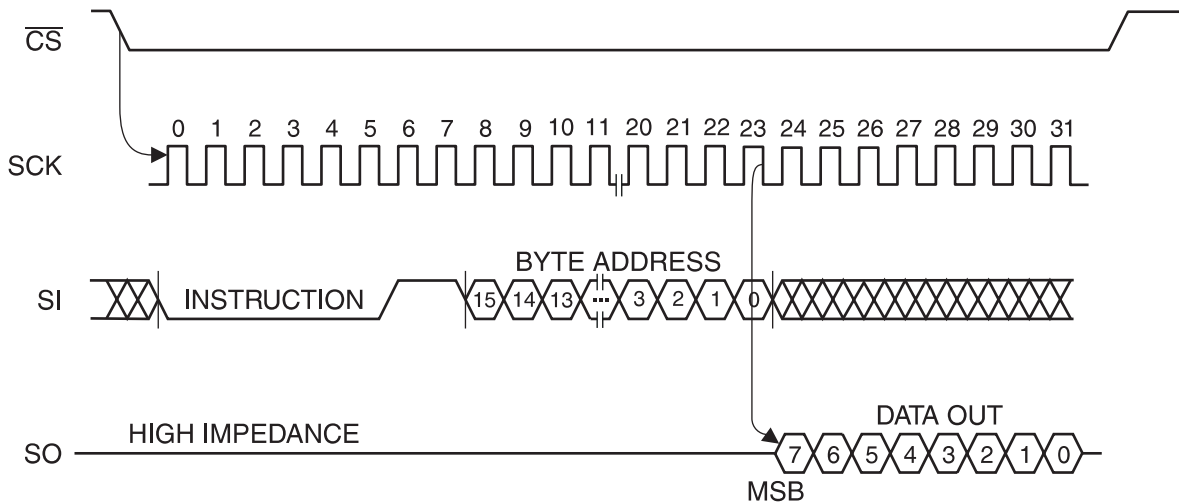 CS
0 1 2 3 4 5 6 7 8 9 10 11 20 21 22 23 24 25 26 27 28 29 30 31
SCK
BYTE ADDRESS
SI INSTRUCTION 15 14 13 ... 3 2 1 0
DATA OUT
HIGH IMPEDANCE
SO 7 6 5 4 3 2 1 0
MSB